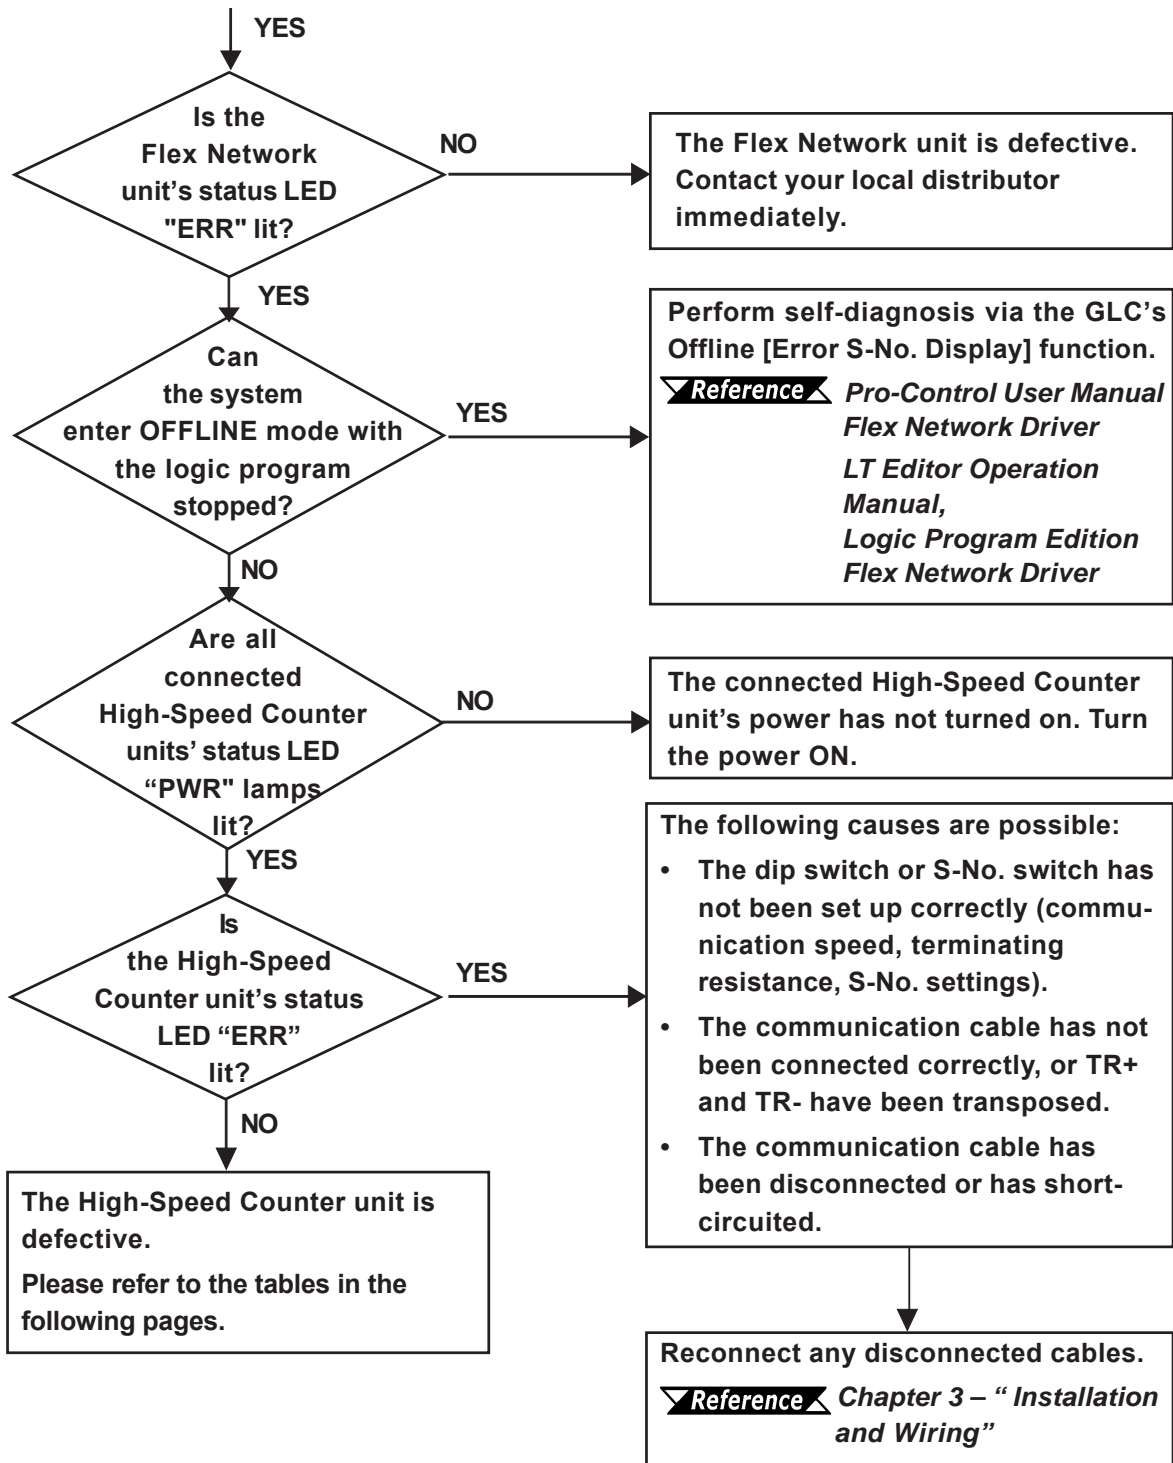 YES
Is the
Flex Network
unit's status LED
"ERR" lit?
NO
The Flex Network unit is defective.
Contact your local distributor
immediately.
YES
Can
the system
enter OFFLINE mode with
the logic program
stopped?
YES
Perform self-diagnosis via the GLC's
Offline [Error S-No. Display] function.
Reference Pro-Control User Manual
Flex Network Driver
LT Editor Operation
Manual,
Logic Program Edition
Flex Network Driver
NO
Are all
connected
High-Speed Counter
units' status LED
“PWR" lamps
lit?
NO
The connected High-Speed Counter
unit's power has not turned on. Turn
the power ON.
YES
Is
the High-Speed
Counter unit's status
LED “ERR”
lit?
YES
The following causes are possible:
• The dip switch or S-No. switch has
not been set up correctly (commu-
nication speed, terminating
resistance, S-No. settings).
• The communication cable has not
been connected correctly, or TR+
and TR- have been transposed.
• The communication cable has
been disconnected or has short-
circuited.
NO
The High-Speed Counter unit is
defective.
Please refer to the tables in the
following pages.
Reconnect any disconnected cables.
Reference Chapter 3 – “ Installation
and Wiring”